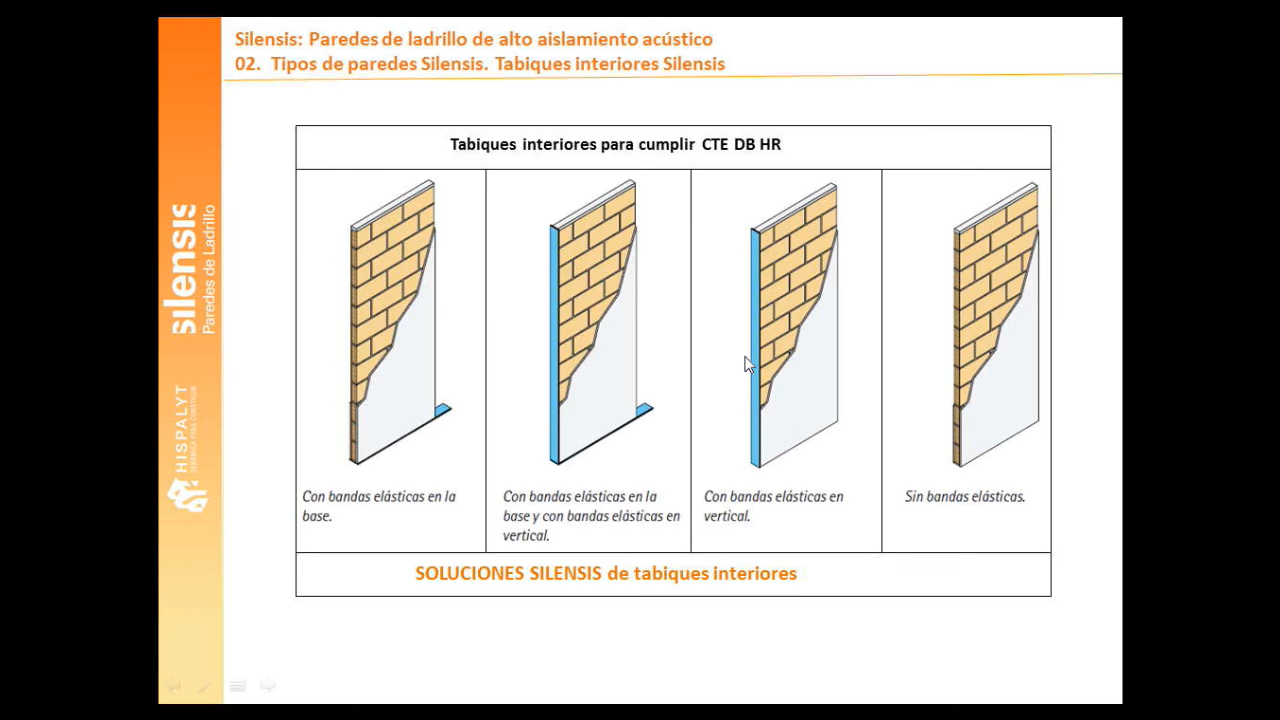 Silensis: Paredes de ladrillo de alto aislamiento acústico
02. Tipos de paredes Silensis. Tabiques interiores Silensis
Tabiques interiores para cumplir CTE DB HR
Con bandas elásticas en la
base.
Con bandas elásticas en la
base y con bandas elásticas en
vertical.
Con bandas elásticas en
vertical.
Sin bandas elásticas.
SOLUCIONES SILENSIS de tabiques interiores
silensis
Paredes de Ladrillo
HISPALYT
CERÁMICA PARA CONSTRUIR